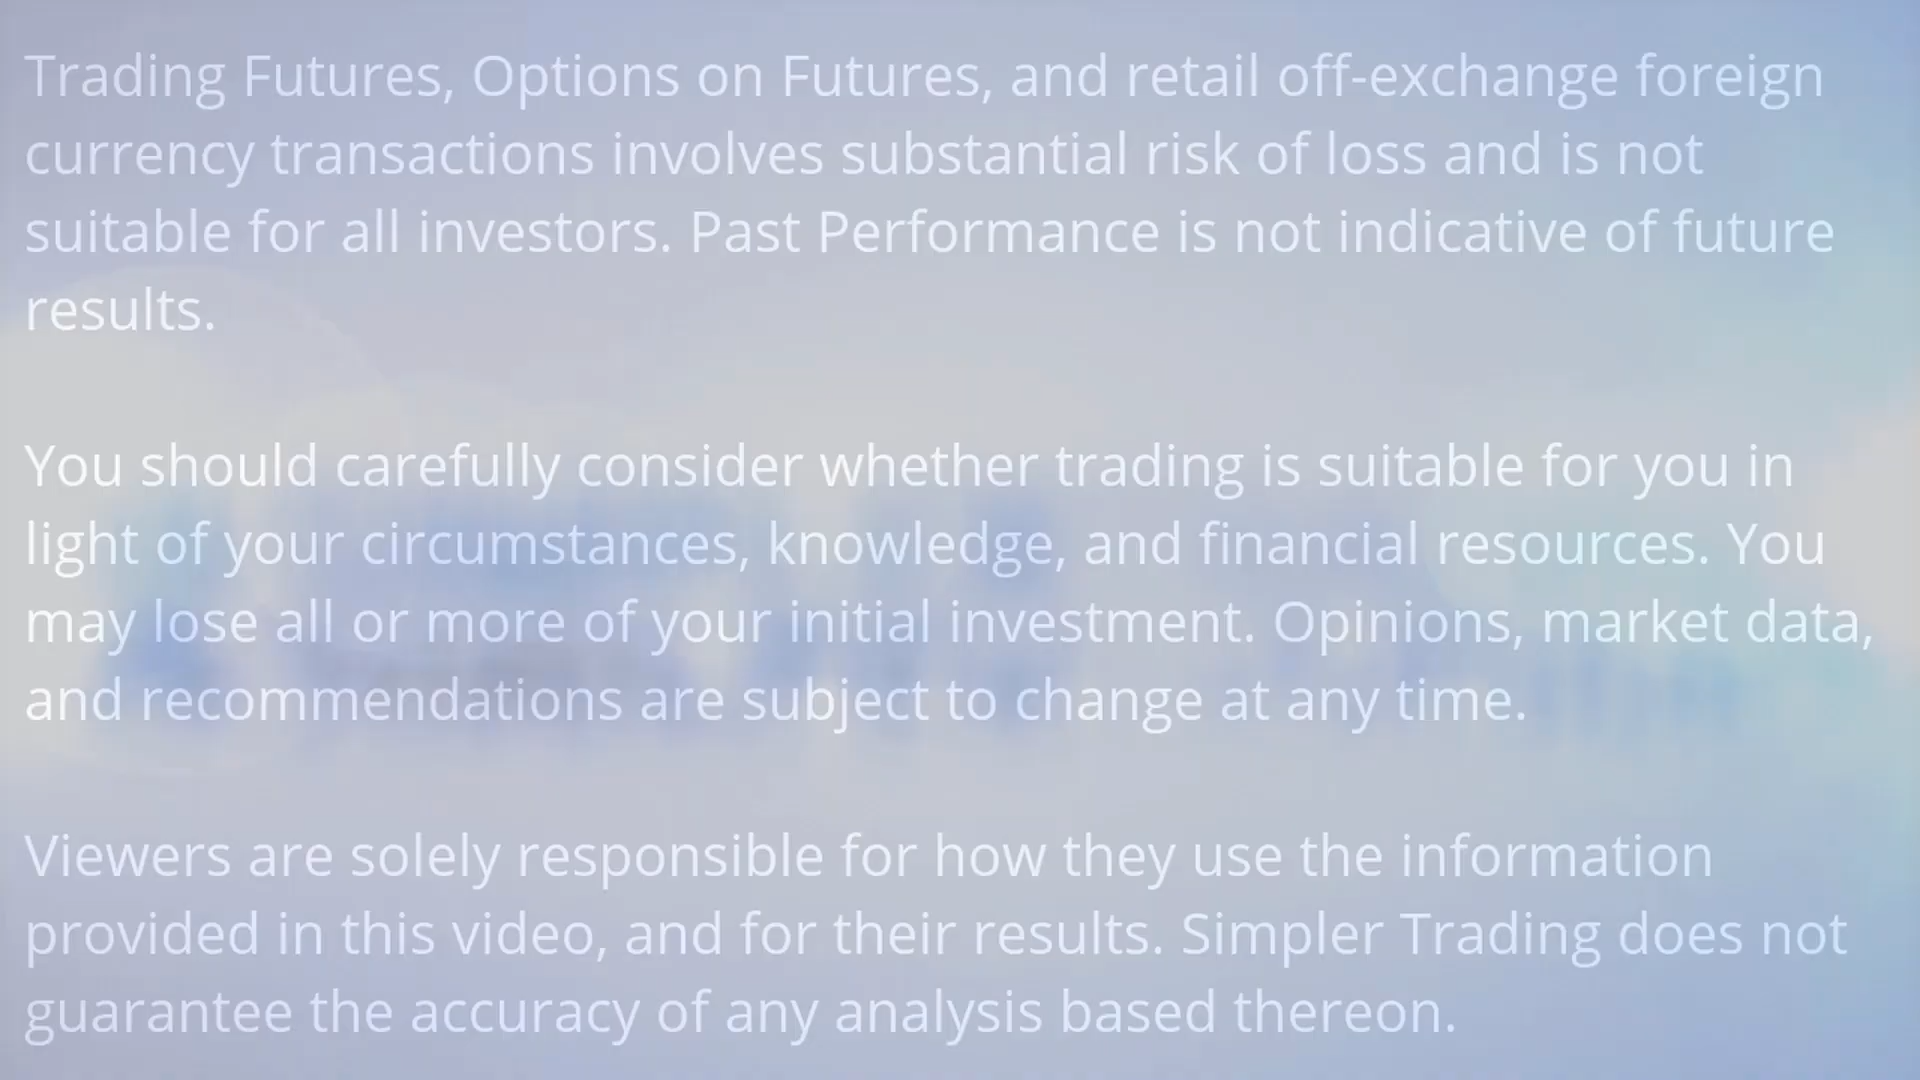 Trading Futures, Options on Futures, and retail off-exchange foreign
currency transactions involves substantial risk of loss and is not
suitable for all investors. Past Performance is not indicative of future
results.
You should carefully consider whether trading is suitable for you in
light of your circumstances, knowledge, and financial resources. You
may lose all or more of your initial investment. Opinions, market data,
and recommendations are subject to change at any time.
Viewers are solely responsible for how they use the information
provided in this video, and for their results. Simpler Trading does not
guarantee the accuracy of any analysis based thereon.